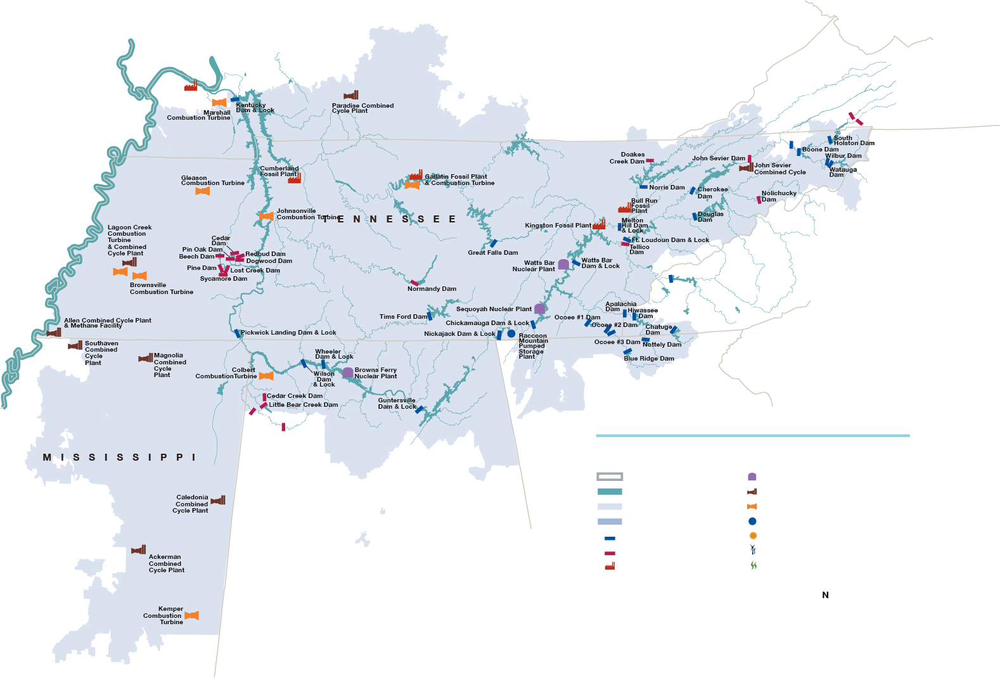 Paradise Combined
Cycle Plant
Kentucky
Dam & Lock
Marshall
Combustion Turbine
South
Holston Dam
Boone Dam
Wilbur Dam
Watauga
Dam
Doakes
Creek Dam
John Sevier Dam
John Sevier
Combined Cycle
Cumberland
Fossil Plant
Gallatin Fossil Plant
& Combustion Turbine
Gleason
Combustion Turbine
Norris Dam
Cherokee
Dam
Nolichucky
Dam
Bull Run
Fossil
Plant
Johnsonville
Combustion Turbine
TENNESSEE
Douglas
Dam
Melton
Hill Dam
& Lock
Kingston Fossil Plant
Lagoon Creek
Combustion
Turbine
& Combined
Cycle Plant
Cedar
Dam
Pin Oak Dam
Beech Dam
Redbud Dam
Dogwood Dam
Pine Dam
Lost Creek Dam
Sycamore Dam
Ft. Loudoun Dam & Lock
Tellico
Dam
Great Falls Dam
Watts Bar
Nuclear Plant
Watts Bar
Dam & Lock
Brownsville
Combustion Turbine
Normandy Dam
Sequoyah Nuclear Plant
Apalachia
Dam
Hiwassee
Dam
Tims Ford Dam
Ocoee #1 Dam
Chickamauga Dam & Lock
Ocoee #2 Dam
Chatuge
Dam
Allen Combined Cycle Plant
& Methane Facility
Pickwick Landing Dam & Lock
Nickajack Dam & Lock
Raccoon
Mountain
Pumped
Storage
Plant
Ocoee #3 Dam
Nottely Dam
Blue Ridge Dam
Southaven
Combined
Cycle
Plant
Magnolia
Combined
Cycle
Plant
Wheeler
Dam & Lock
Colbert
CombustionTurbine
Wilson
Dam
& Lock
Browns Ferry
Nuclear Plant
Cedar Creek Dam
Little Bear Creek Dam
Guntersville
Dam & Lock
MISSISSIPPI
Caledonia
Combined
Cycle Plant
Ackerman
Combined
Cycle Plant
N
Kemper
Combustion
Turbine